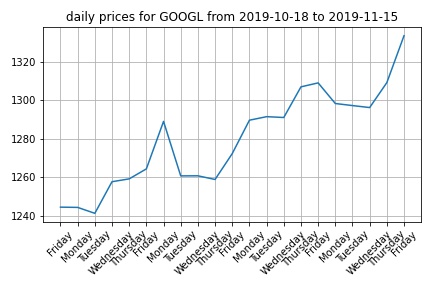 daily prices for GOOGL from 2019-10-18 to 2019-11-15
1320
1300
1280
1260
1240
Friday
Monday
Tuesday
Wednesday
Thursday
Friday
Monday
Tuesday
Wednesday
Thursday
Friday
Monday
Tuesday
Wednesday
Thursday
Friday
Monday
Tuesday
Wednesday
Thursday
Friday